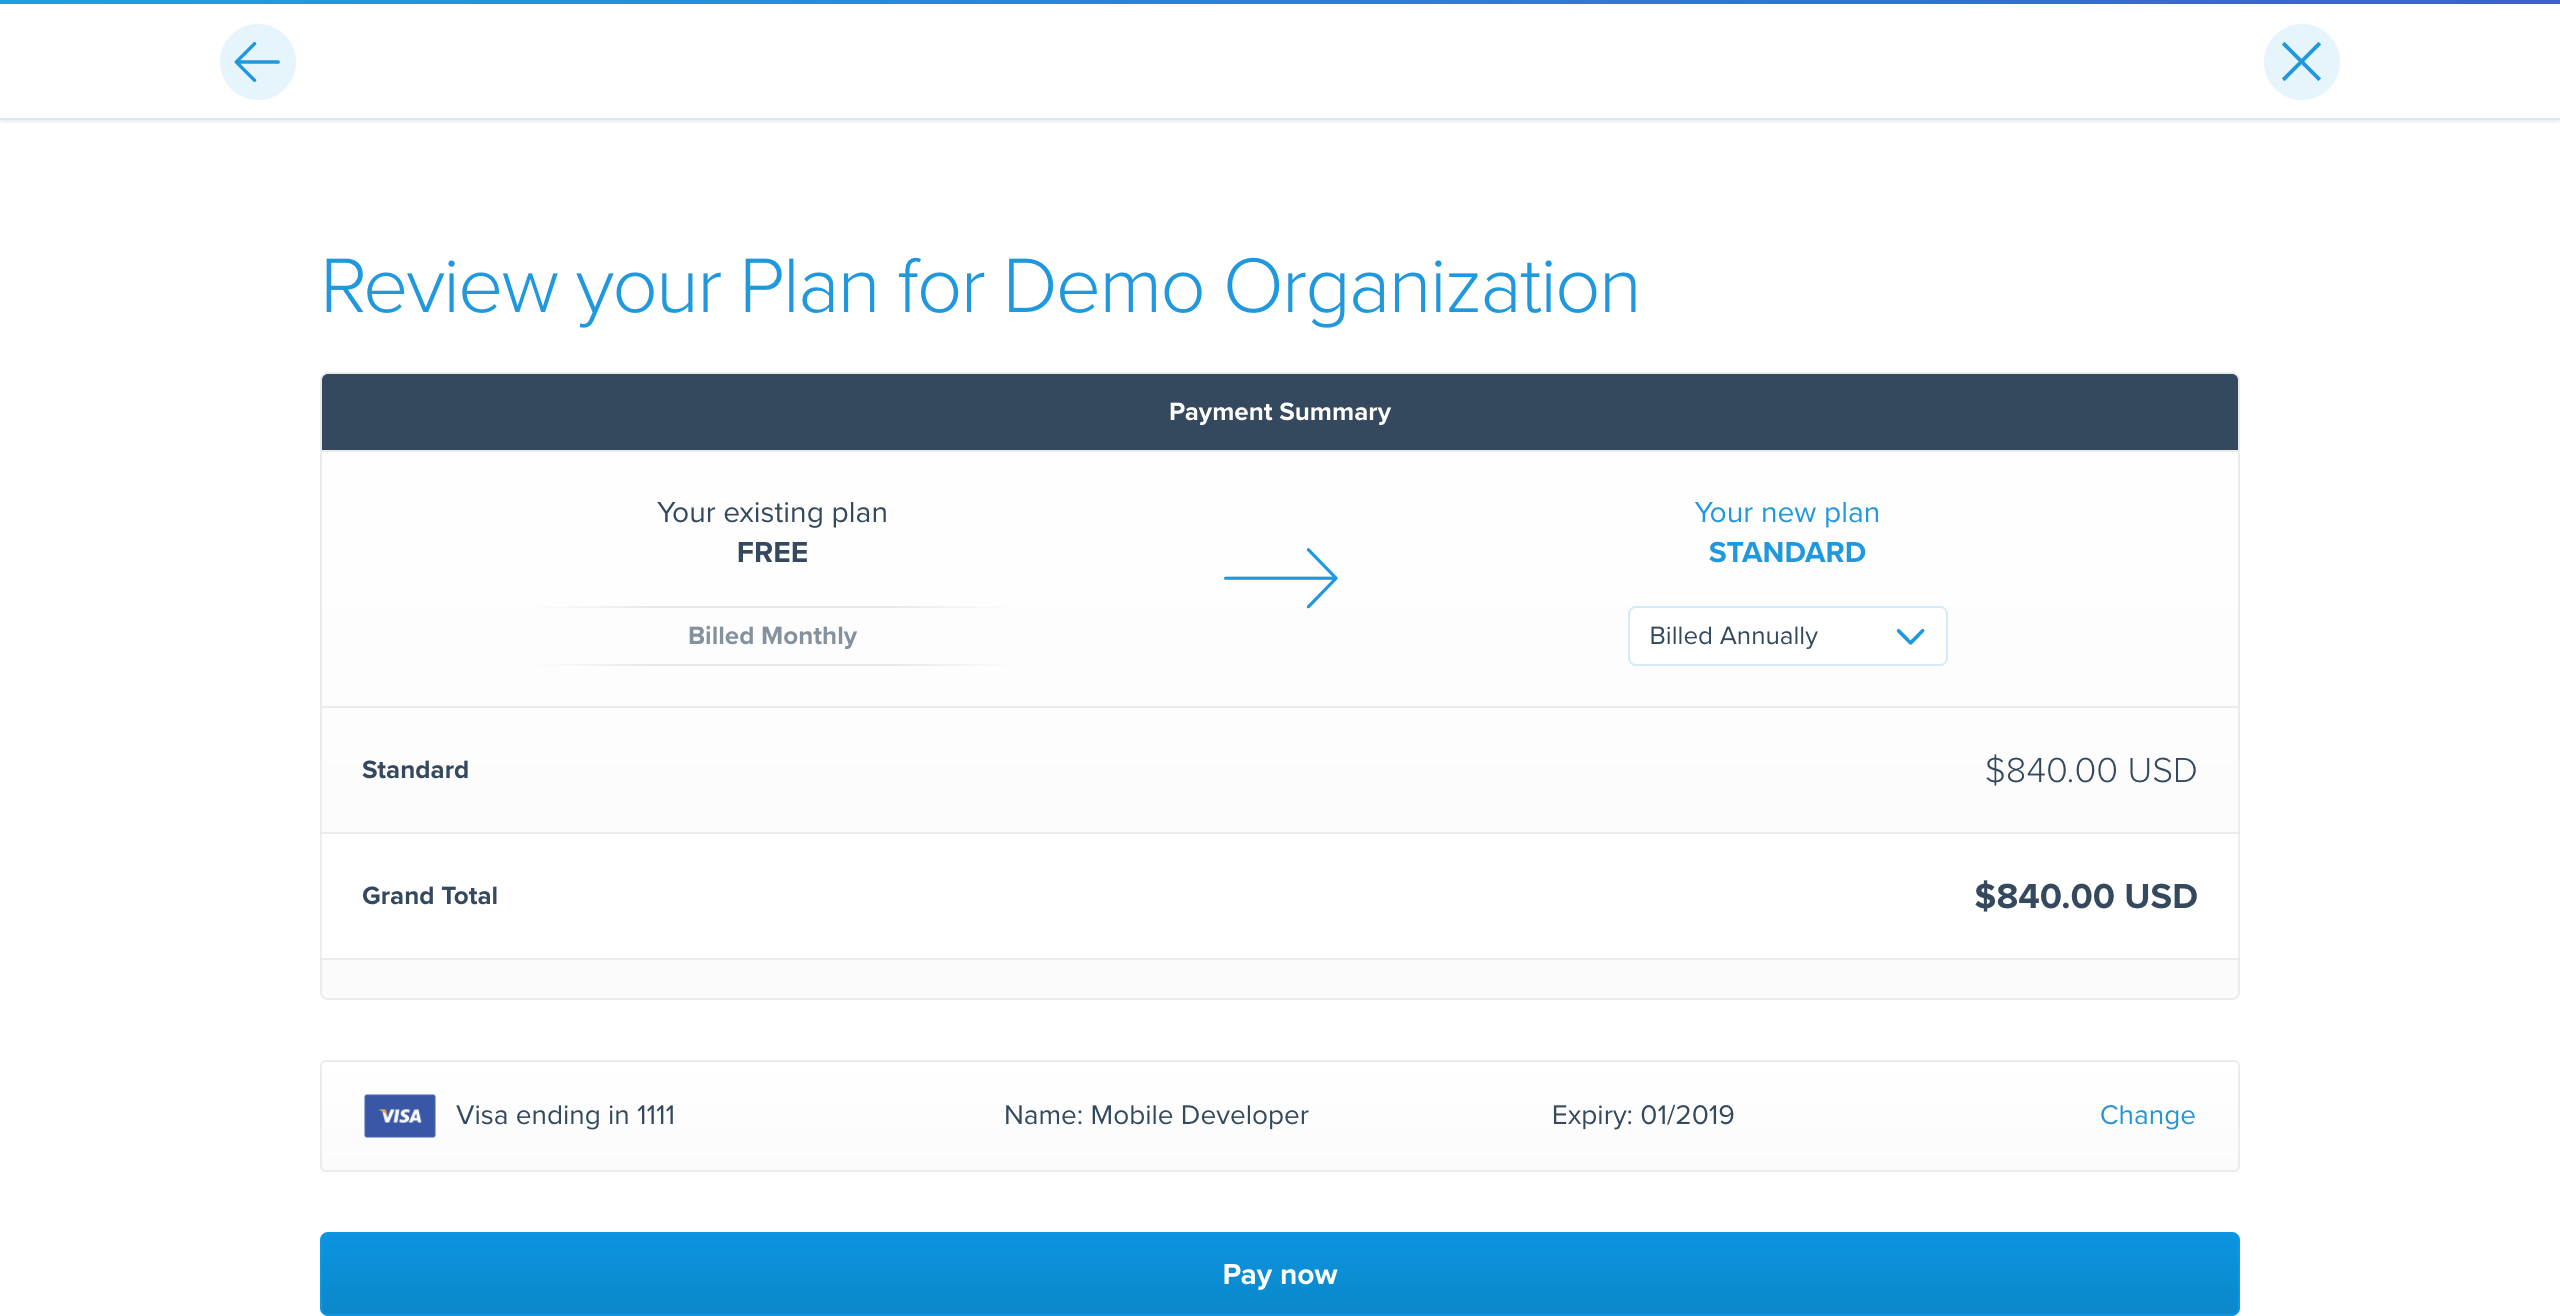 Review your Plan for Demo Organization
Payment Summary
Your existing plan
FREE
Billed Monthly
Your new plan
STANDARD
Billed Annually
Standard
$840.00 USD
Grand Total
$840.00 USD
VISA Visa ending in 1111 Name: Mobile Developer Expiry: 01/2019 Change
Pay now